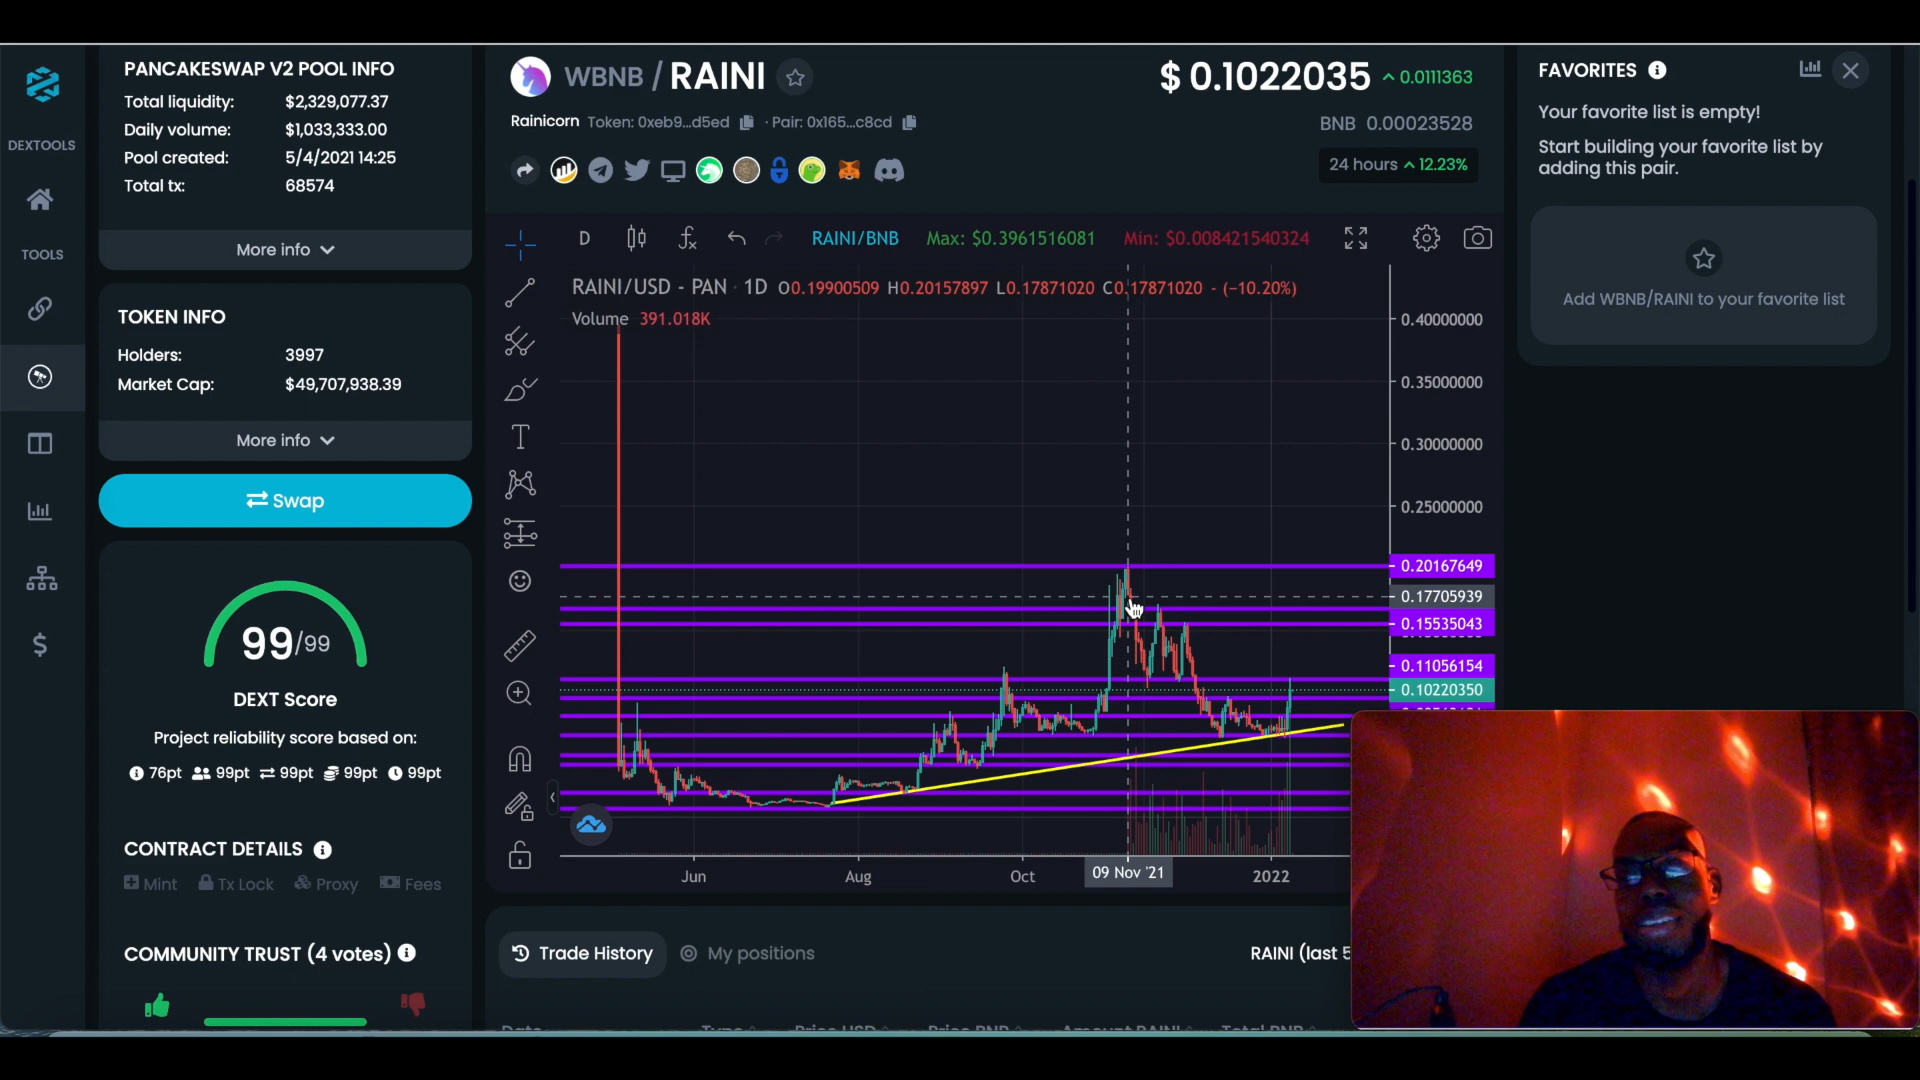 PANCAKESWAP V2 POOL INFO
Total liquidity: $2,329,077.37
Daily volume: $1,033,333.00
Pool created: 5/4/2021 14:25
Total tx: 68574
More info
DEXTOOLS
TOOLS
TOKEN INFO
Holders: 3997
Market Cap: $49,707,938.39
More info
Swap
99/99
DEXT Score
Project reliability score based on:
76pt 99pt 99pt 99pt 99pt
CONTRACT DETAILS
Mint Tx Lock Proxy Fees
COMMUNITY TRUST (4 votes)
WBNB / RAINI
Rainicorn Token: 0xeb9...d5ed · Pair: 0x165...c8cd
$ 0.1022035 0.0111363
BNB 0.00023528
24 hours 12.23%
D RAINI/BNB Max: $0.3961516081 Min: $0.008421540324
RAINI/USD - PAN · 1D O0.19900509 H0.20157897 L0.17871020 C0.17871020 - (−10.20%)
Volume 391.018K
0.40000000
0.35000000
0.30000000
0.25000000
0.20167649
0.17705939
0.15535043
0.11056154
0.10220350
Jun Aug Oct 09 Nov '21 2022
Trade History My positions RAINI (last 5
FAVORITES
Your favorite list is empty!
Start building your favorite list by
adding this pair.
Add WBNB/RAINI to your favorite list